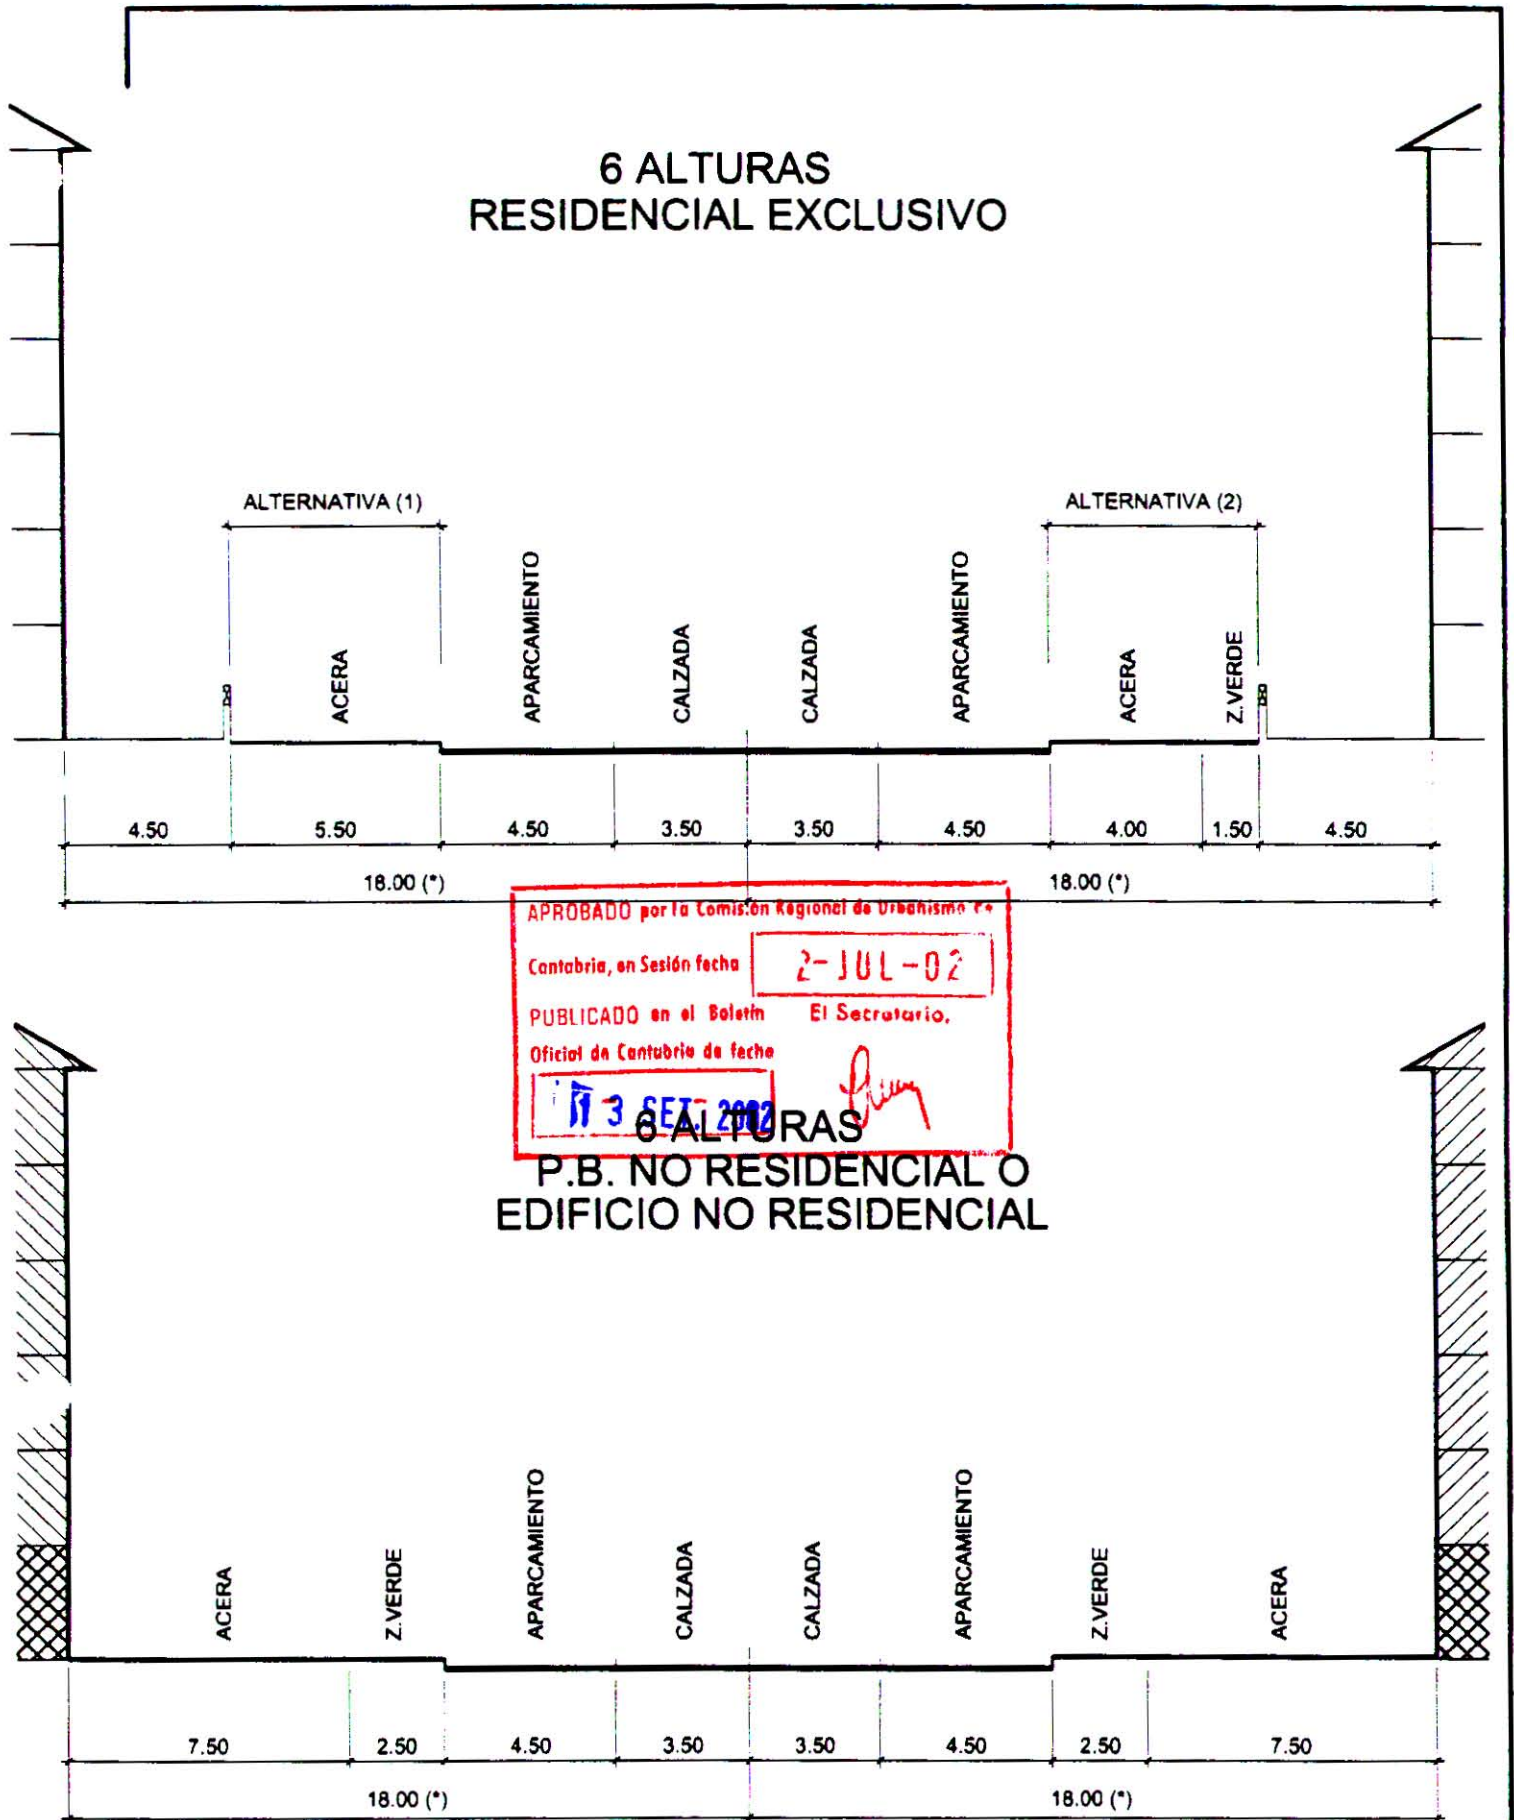 6 ALTURAS
RESIDENCIAL EXCLUSIVO
ALTERNATIVA (1)
ALTERNATIVA (2)
ACERA
APARCAMIENTO
CALZADA
CALZADA
APARCAMIENTO
ACERA
Z.VERDE
4.50 5.50 4.50 3.50 3.50 4.50 4.00 1.50 4.50
18.00 (*) 18.00 (*)
APROBADO por la Comisión Regional de Urbanismo de
Cantabria, en Sesión fecha 2-JUL-02
PUBLICADO en el Boletín El Secretario,
Oficial de Cantabria de fecha
3 SET. 2002
6 ALTURAS
P.B. NO RESIDENCIAL O
EDIFICIO NO RESIDENCIAL
ACERA
Z.VERDE
APARCAMIENTO
CALZADA
CALZADA
APARCAMIENTO
Z.VERDE
ACERA
7.50 2.50 4.50 3.50 3.50 4.50 2.50 7.50
18.00 (*) 18.00 (*)